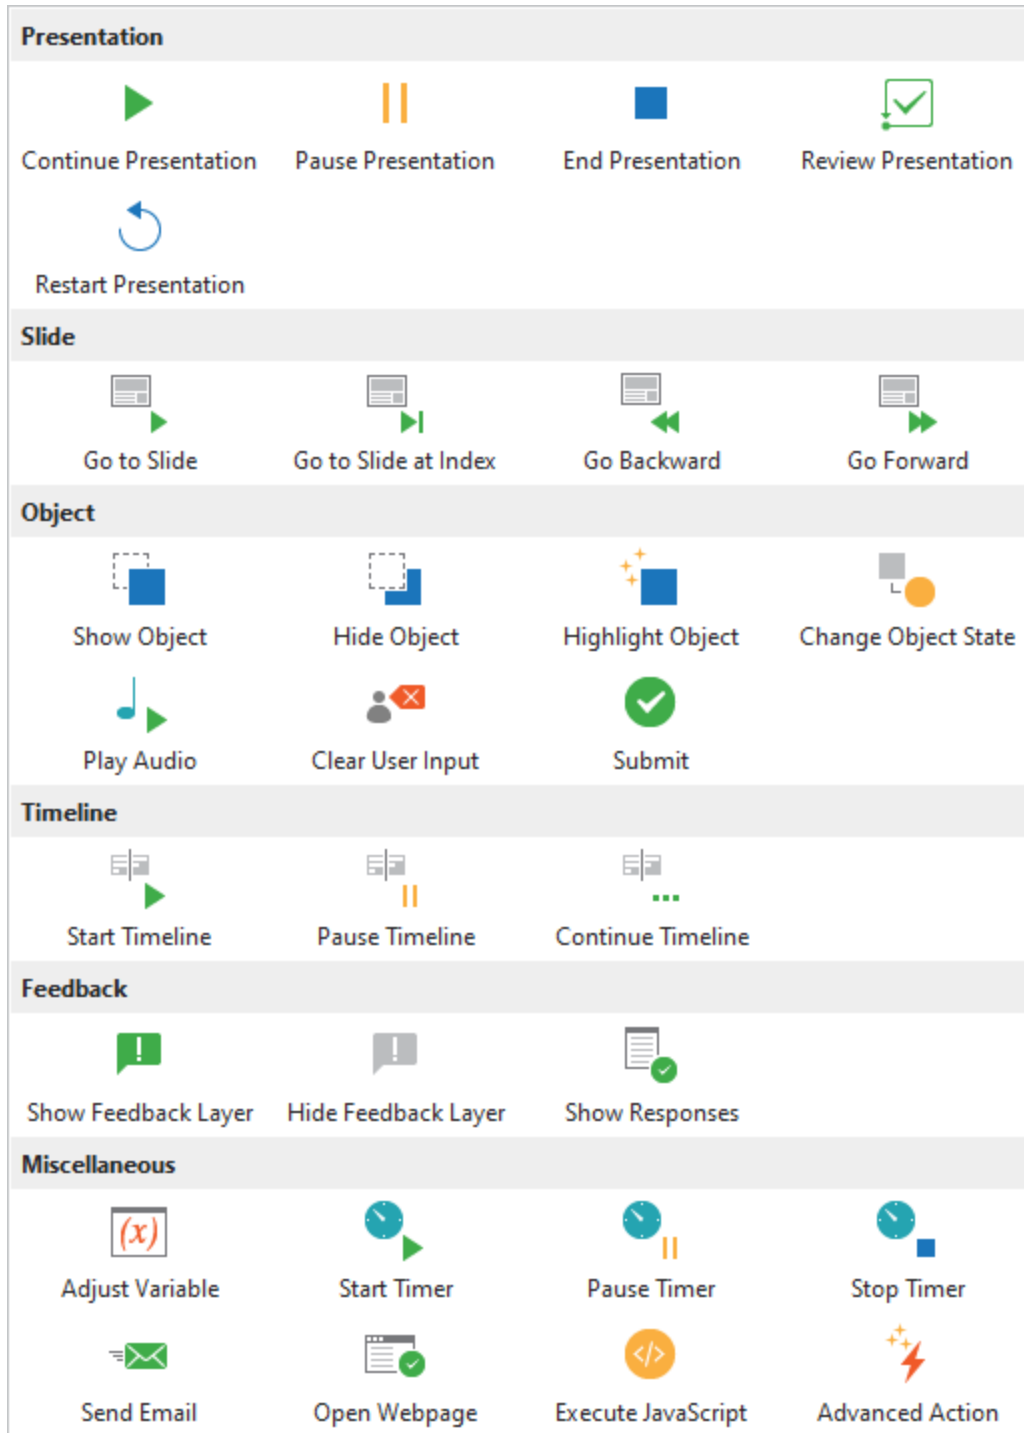 Presentation
Continue Presentation
Pause Presentation
End Presentation
Review Presentation
Restart Presentation
Slide
Go to Slide
Go to Slide at Index
Go Backward
Go Forward
Object
Show Object
Hide Object
Highlight Object
Change Object State
Play Audio
Clear User Input
Submit
Timeline
Start Timeline
Pause Timeline
Continue Timeline
Feedback
!
Show Feedback Layer
!
Hide Feedback Layer
Show Responses
Miscellaneous
(x)
Adjust Variable
Start Timer
Pause Timer
Stop Timer
Send Email
Open Webpage
</>
Execute JavaScript
Advanced Action